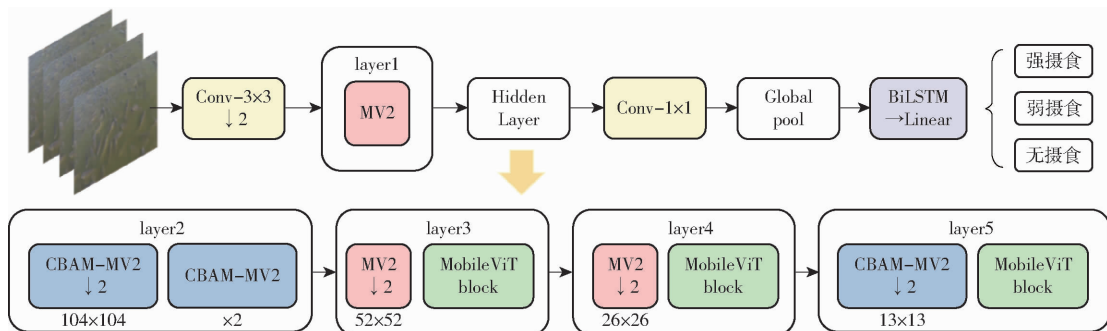 layer1
Conv-3×3
↓2
MV2
Hidden
Layer
Conv-1×1
Global
pool
BiLSTM
→Linear
强摄食
弱摄食
无摄食
layer2
CBAM-MV2
↓2
CBAM-MV2
104×104
×2
layer3
MV2
↓2
MobileViT
block
52×52
layer4
MV2
↓2
MobileViT
block
26×26
layer5
CBAM-MV2
↓2
MobileViT
block
13×13